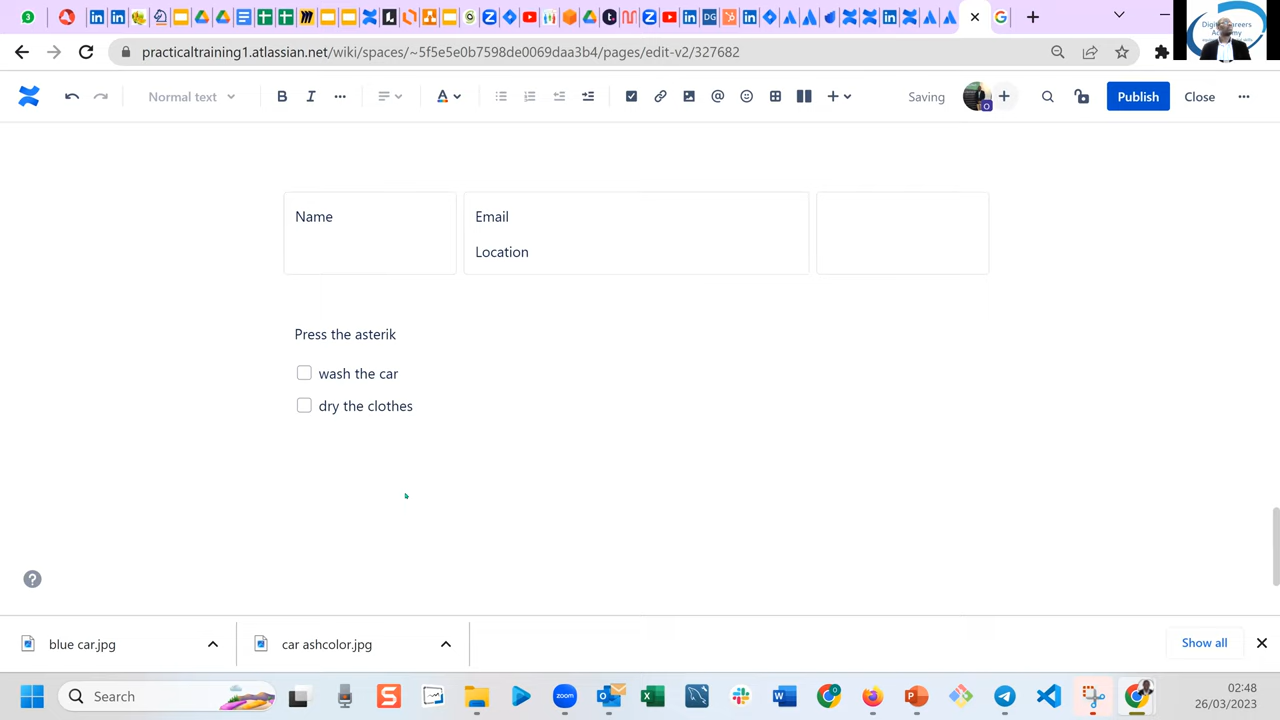 practicaltraining1.atlassian.net/wiki/spaces/~5f5e5e0b7598de0069daa3b4/pages/edit-v2/327682
Normal text
Saving
Publish
Close
Name
Email
Location
Press the asterik
wash the car
dry the clothes
blue car.jpg
car ashcolor.jpg
Show all
Search
02:48
26/03/2023